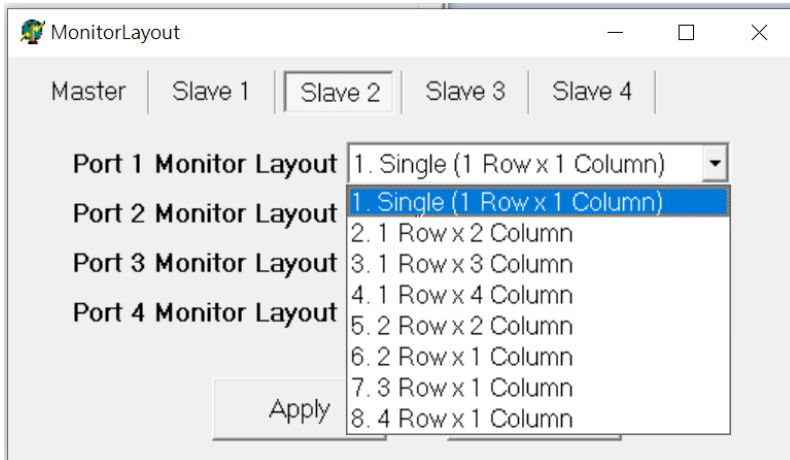 MonitorLayout
Master Slave 1 Slave 2 Slave 3 Slave 4
Port 1 Monitor Layout 1. Single (1 Row x 1 Column)
1. Single (1 Row x 1 Column)
Port 2 Monitor Layout
2. 1 Row x 2 Column
Port 3 Monitor Layout
3. 1 Row x 3 Column
4. 1 Row x 4 Column
Port 4 Monitor Layout
5. 2 Row x 2 Column
6. 2 Row x 1 Column
7. 3 Row x 1 Column
Apply
8. 4 Row x 1 Column